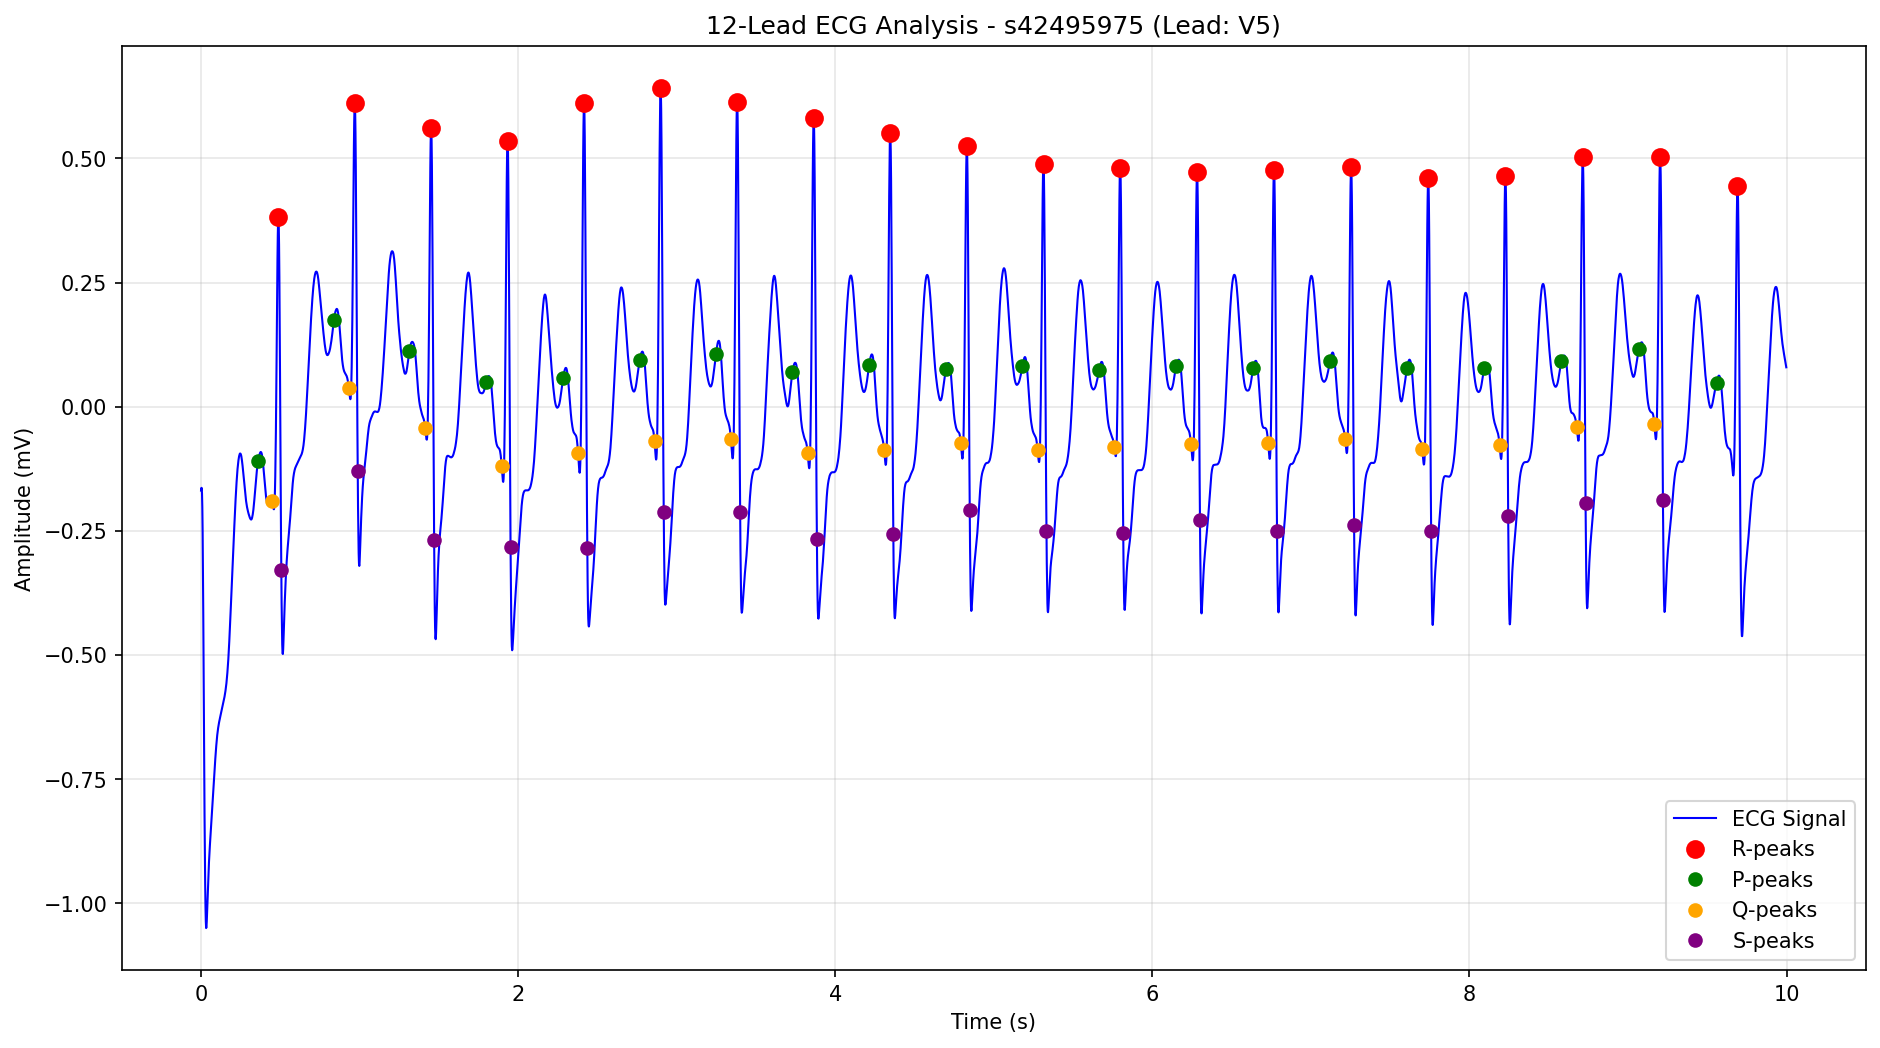 12-Lead ECG Analysis - s42495975 (Lead: V5)
Amplitude (mV)
0.50
0.25
0.00
−0.25
−0.50
−0.75
−1.00
0 2 4 6 8 10
Time (s)
ECG Signal
R-peaks
P-peaks
Q-peaks
S-peaks